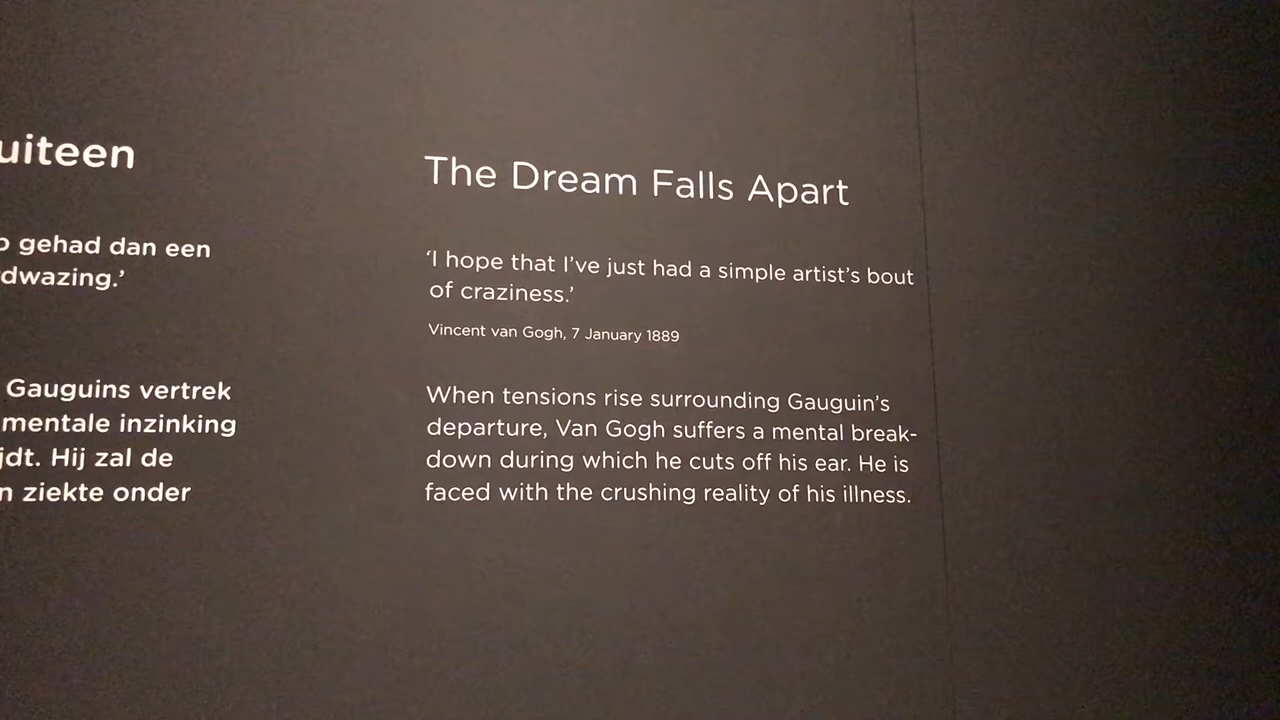 uiteen
gehad dan een
dwazing.’
Gauguins vertrek
mentale inzinking
Hij zal de
ziekte onder
The Dream Falls Apart
‘I hope that I’ve just had a simple artist’s bout
of craziness.’
Vincent van Gogh, 7 January 1889
When tensions rise surrounding Gauguin’s
departure, Van Gogh suffers a mental break-
down during which he cuts off his ear. He is
faced with the crushing reality of his illness.